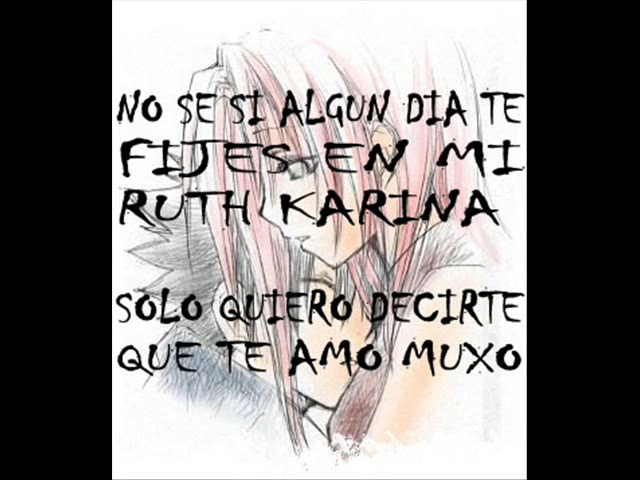 NO SE SI ALGUN DIA TE
FIJES EN MI
RUTH KARINA
SOLO QUIERO DECIRTE
QUE TE AMO MUXO